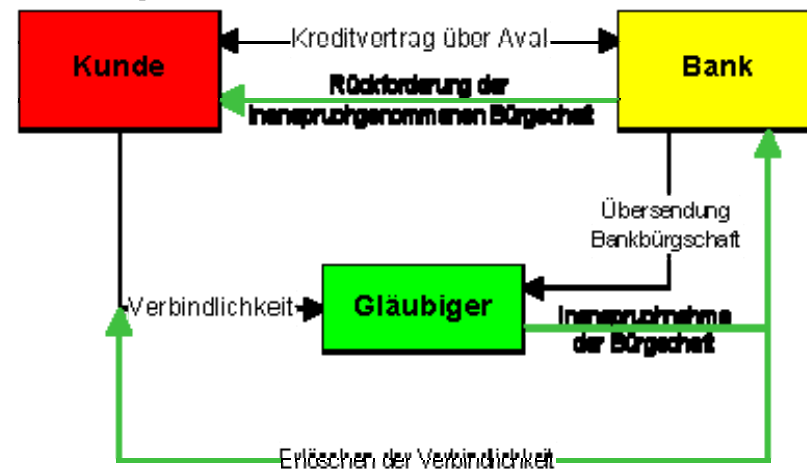 Kreditvertrag über Aval
Kunde
Bank
Rückforderung der
Inanspruchgenommenen Bürgschaft
Übersendung
Bankbürgschaft
Verbindlichkeit
Gläubiger
Inanspruchnahme
der Bürgschaft
Erlöschen der Verbindlichkeit